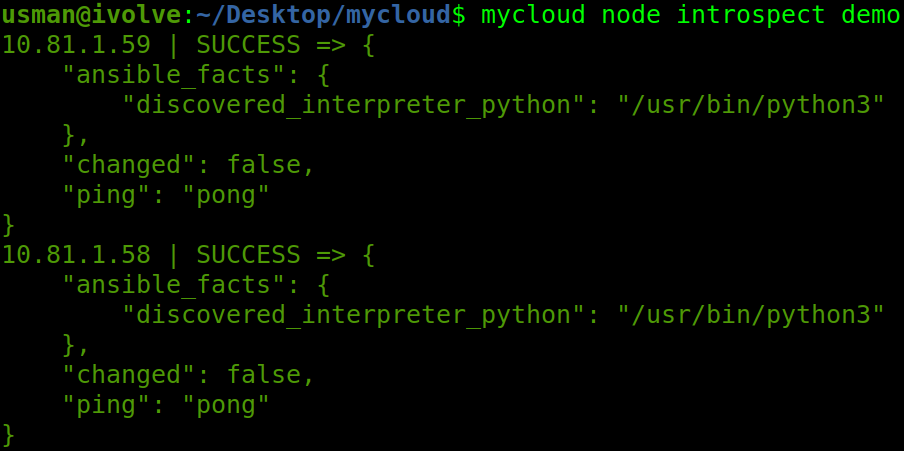 usman@ivolve:~/Desktop/mycloud$ mycloud node introspect demo
10.81.1.59 | SUCCESS => {
    "ansible_facts": {
        "discovered_interpreter_python": "/usr/bin/python3"
    },
    "changed": false,
    "ping": "pong"
}
10.81.1.58 | SUCCESS => {
    "ansible_facts": {
        "discovered_interpreter_python": "/usr/bin/python3"
    },
    "changed": false,
    "ping": "pong"
}